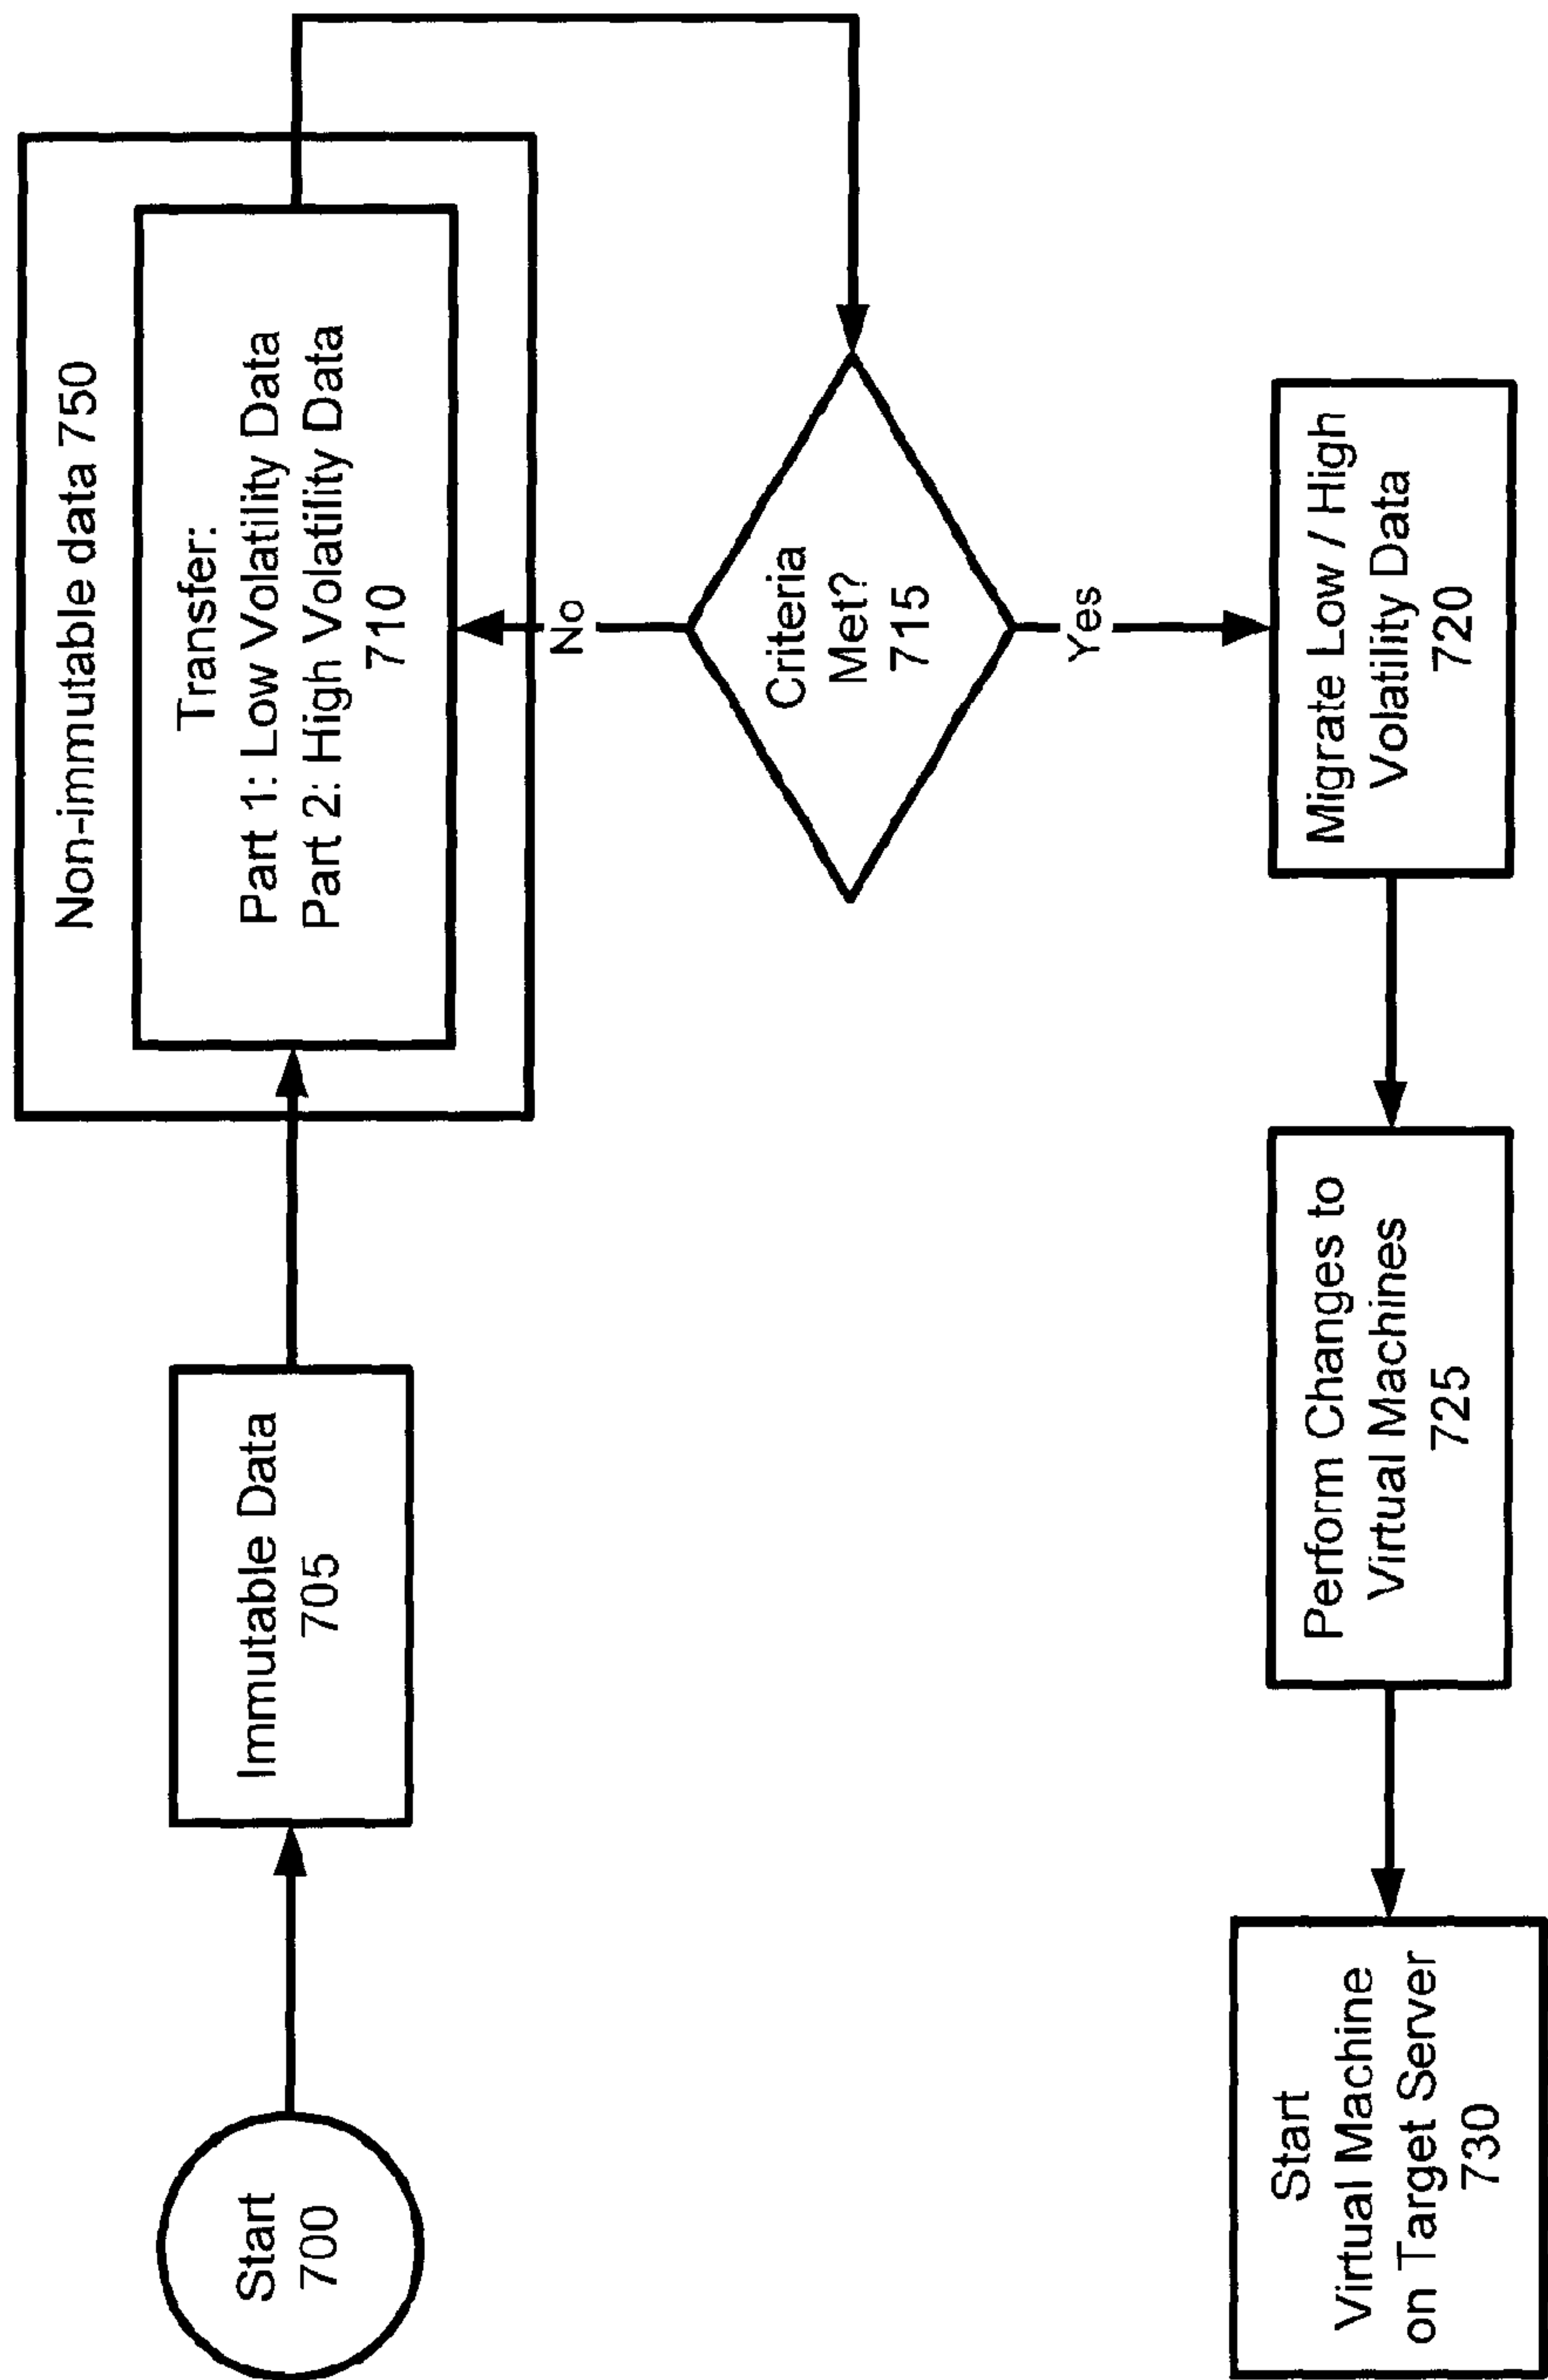 Start
700
Immutable Data
705
Non-immutable data 750
Transfer:
Part 1: Low Volatility Data
Part 2: High Volatility Data
710
No
Criteria
Met?
715
Yes
Migrate Low / High
Volatility Data
720
Perform Changes to
Virtual Machines
725
Start
Virtual Machine
on Target Server
730